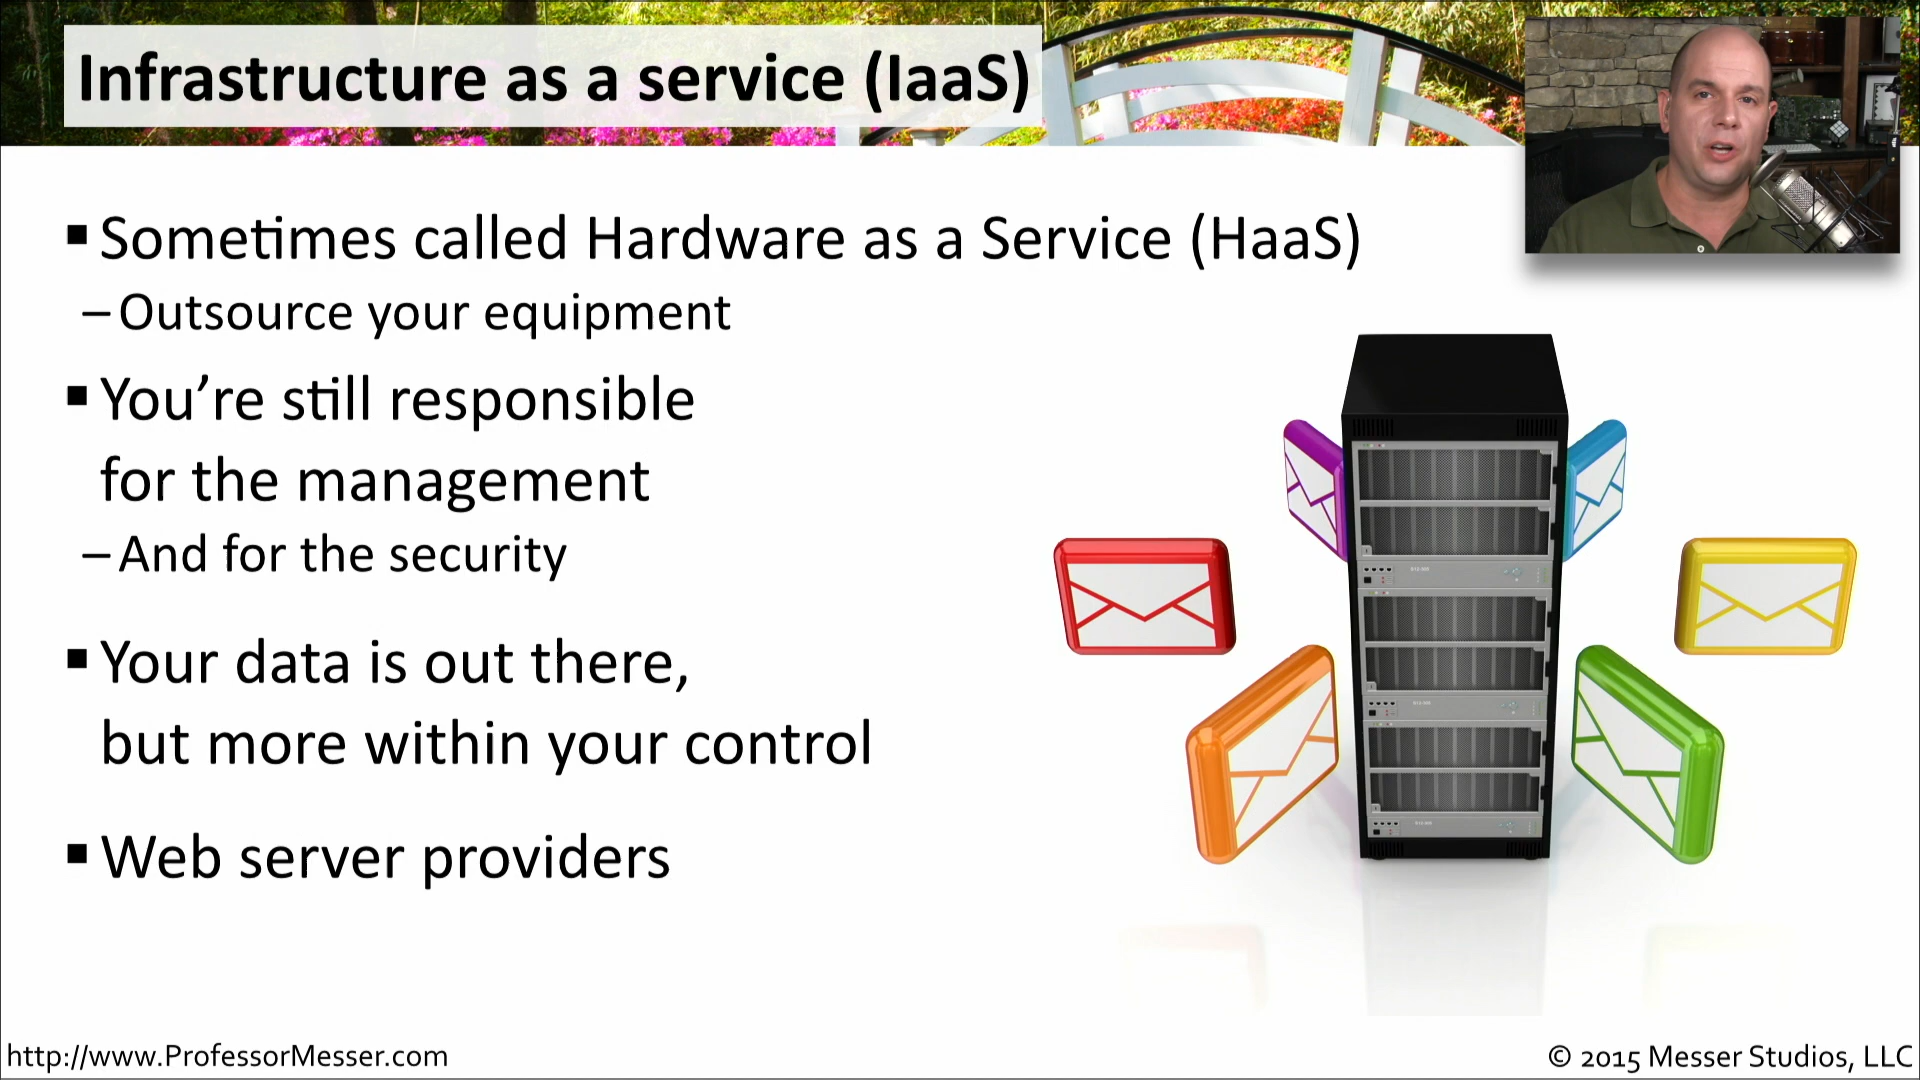 Infrastructure as a service (IaaS)
▪ Sometimes called Hardware as a Service (HaaS)
– Outsource your equipment
▪ You’re still responsible
for the management
– And for the security
▪ Your data is out there,
but more within your control
▪ Web server providers
http://www.ProfessorMesser.com
© 2015 Messer Studios, LLC